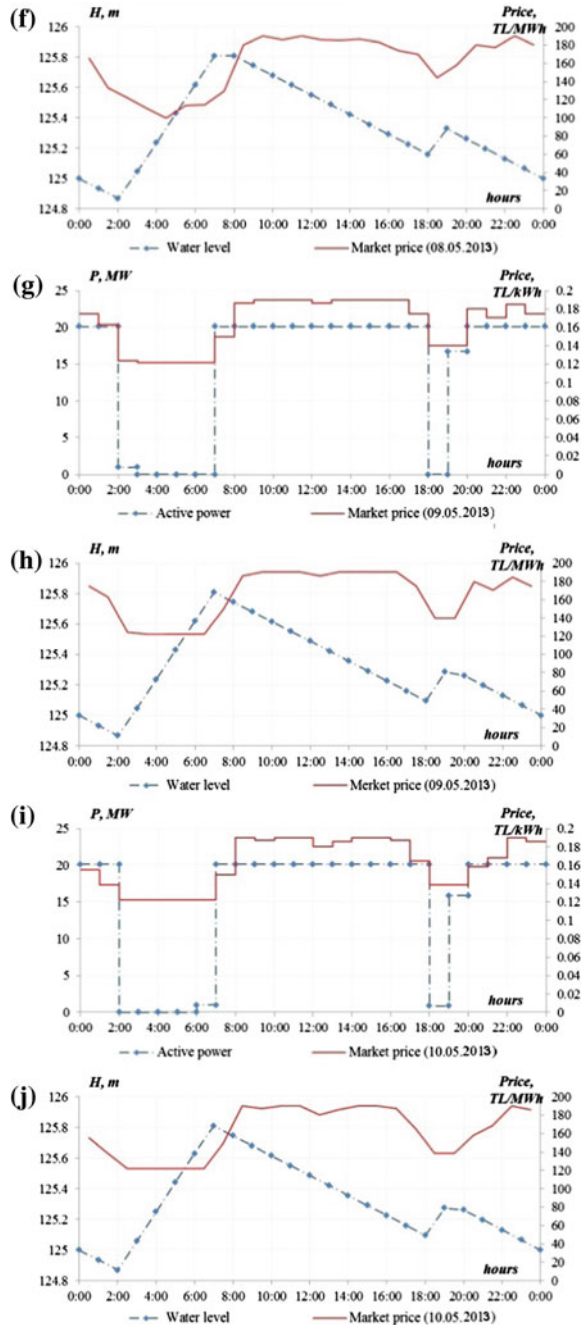 (f)
H, m
Price, TL/MWh
126
125.8
125.6
125.4
125.2
125
124.8
200
180
160
140
120
100
80
60
40
20
0
hours
0:00 2:00 4:00 6:00 8:00 10:00 12:00 14:00 16:00 18:00 20:00 22:00 0:00
Water level Market price (08.05.2013)
(g)
P, MW
Price, TL/kWh
25
20
15
10
5
0
0.2
0.18
0.16
0.14
0.12
0.1
0.08
0.06
0.04
0.02
0
hours
0:00 2:00 4:00 6:00 8:00 10:00 12:00 14:00 16:00 18:00 20:00 22:00 0:00
Active power Market price (09.05.2013)
(h)
H, m
Price, TL/MWh
126
125.8
125.6
125.4
125.2
125
124.8
200
180
160
140
120
100
80
60
40
20
0
hours
0:00 2:00 4:00 6:00 8:00 10:00 12:00 14:00 16:00 18:00 20:00 22:00 0:00
Water level Merket price (09.05.2013)
(i)
P, MW
Price, TL/kWh
25
20
15
10
5
0
0.2
0.18
0.16
0.14
0.12
0.1
0.08
0.06
0.04
0.02
0
hours
0:00 2:00 4:00 6:00 8:00 10:00 12:00 14:00 16:00 18:00 20:00 22:00 0:00
Active power Market price (10.05.2013)
(j)
H, m
Price, TL/MWh
126
125.8
125.6
125.4
125.2
125
124.8
200
180
160
140
120
100
80
60
40
20
0
hours
0:00 2:00 4:00 6:00 8:00 10:00 12:00 14:00 16:00 18:00 20:00 22:00 0:00
Water level Market price (10.05.2013)